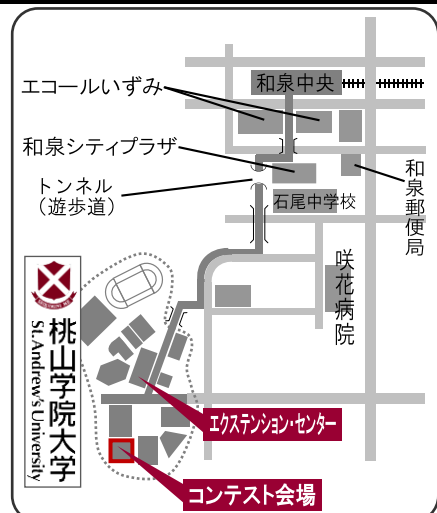 和泉中央
エコールいずみ
和泉シティプラザ
トンネル
（遊歩道）
石尾中学校
和泉郵便局
咲花病院
桃山学院大学
St.Andrew's University
エクステンション・センター
コンテスト会場